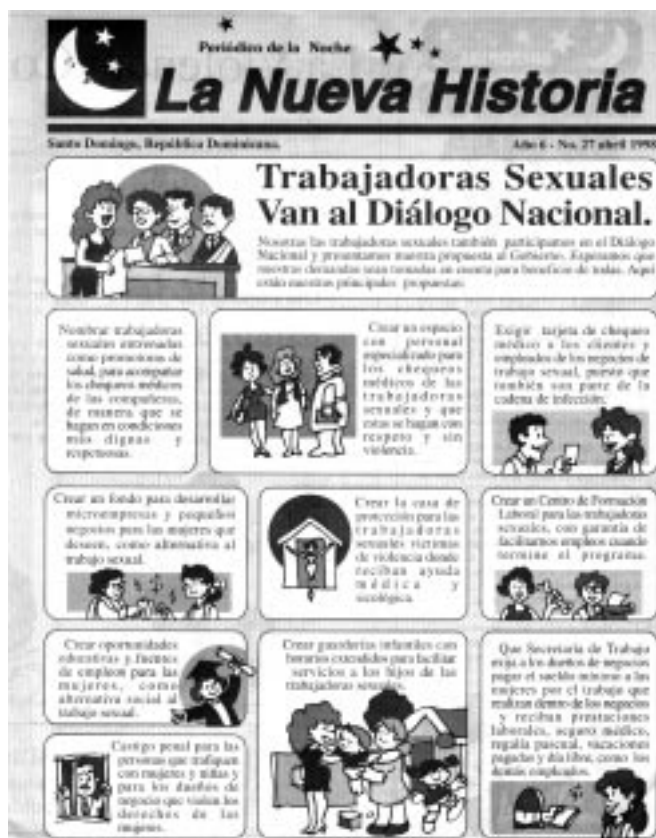 Periódico de la Noche
La Nueva Historia
Santo Domingo, República Dominicana.
Año 6 - No. 27 abril 1998
Trabajadoras Sexuales
Van al Diálogo Nacional.
Nosotras las trabajadoras sexuales también participamos en el Diálogo
Nacional y presentamos nuestra propuesta al Gobierno. Esperamos que
nuestras demandas sean tomadas en cuenta para beneficio de todas. Aquí
están nuestras principales propuestas:
Nombrar trabajadoras
sexuales entrenadas
como promotoras de
salud, para acompañar
los chequeos médicos
de las compañeras,
de manera que se
hagan en condiciones
más dignas y
respetuosas.
Crear un espacio
con personal
especializado para
los chequeos
médicos de las
trabajadoras
sexuales y que
estos se hagan con
respeto y sin
violencia.
Exigir tarjeta de chequeo
médico a los clientes y
empleados de los negocios de
trabajo sexual, puesto que
también son parte de la
cadena de infección.
Crear un fondo para desarrollar
microempresas y pequeños
negocios para las mujeres que
deseen, como alternativa al
trabajo sexual.
Crear la casa de
protección para las
trabajadoras
sexuales víctimas
de violencia donde
reciban ayuda
médica y
sicológica.
Crear un Centro de Formación
Laboral para las trabajadoras
sexuales, con garantía de
facilitarnos empleos cuando
termine el programa.
Crear oportunidades
educativas y fuentes
de empleos para las
mujeres, como
alternativa social al
trabajo sexual.
Crear guarderías infantiles con
horarios extendidos para facilitar
servicios a los hijos de las
trabajadoras sexuales.
Que Secretaría de Trabajo
exija a los dueños de negocios
pagar el sueldo mínimo a las
mujeres por el trabajo que
realizan dentro de los negocios
y reciban prestaciones
laborales, seguro médico,
regalía pascual, vacaciones
pagadas y día libre, como los
demás empleados.
Castigo penal para las
personas que trafiquen
con mujeres y niñas y
para los dueños de
negocio que violen los
derechos de las
mujeres.